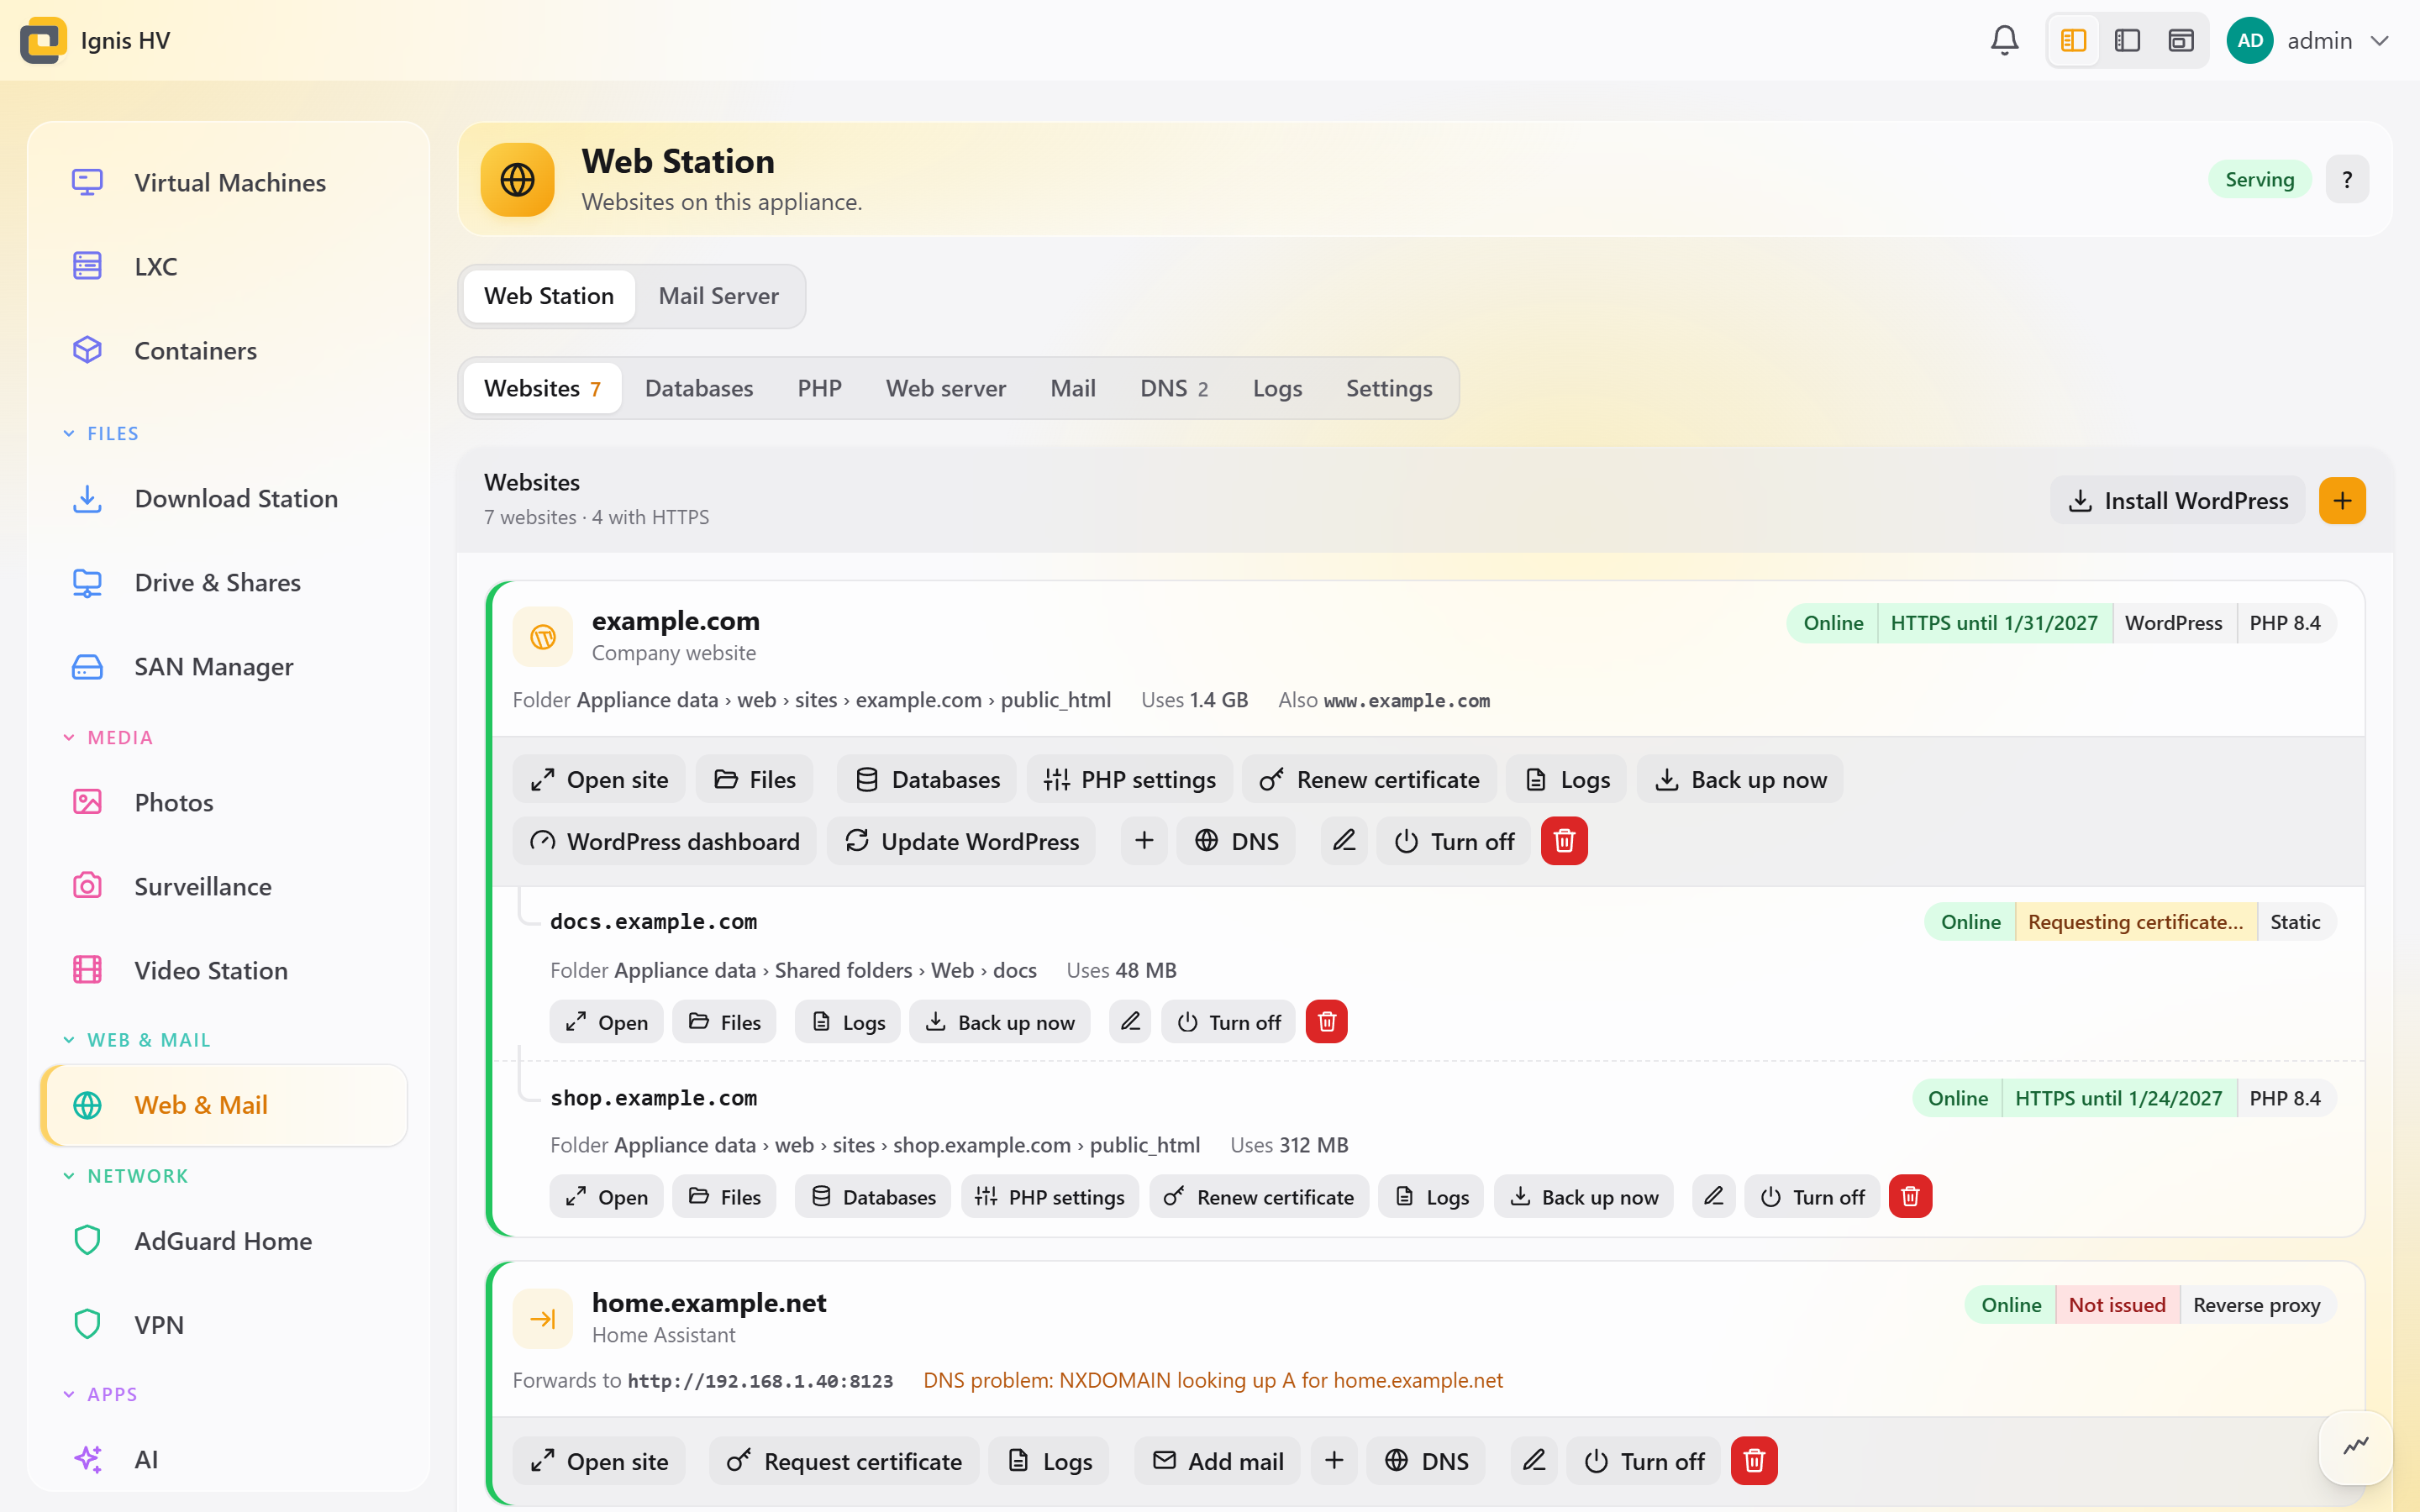 Ignis HV
AD admin
Virtual Machines
LXC
Containers
FILES
Download Station
Drive & Shares
SAN Manager
MEDIA
Photos
Surveillance
Video Station
WEB & MAIL
Web & Mail
NETWORK
AdGuard Home
VPN
APPS
AI
Web Station
Websites on this appliance.
Serving ?
Web Station Mail Server
Websites 7 Databases PHP Web server Mail DNS 2 Logs Settings
Websites
7 websites · 4 with HTTPS
Install WordPress +
example.com
Company website
Online HTTPS until 1/31/2027 WordPress PHP 8.4
Folder Appliance data › web › sites › example.com › public_html Uses 1.4 GB Also www.example.com
Open site Files Databases PHP settings Renew certificate Logs Back up now
WordPress dashboard Update WordPress + DNS Turn off
docs.example.com
Online Requesting certificate... Static
Folder Appliance data › Shared folders › Web › docs Uses 48 MB
Open Files Logs Back up now Turn off
shop.example.com
Online HTTPS until 1/24/2027 PHP 8.4
Folder Appliance data › web › sites › shop.example.com › public_html Uses 312 MB
Open Files Databases PHP settings Renew certificate Logs Back up now Turn off
home.example.net
Home Assistant
Online Not issued Reverse proxy
Forwards to http://192.168.1.40:8123 DNS problem: NXDOMAIN looking up A for home.example.net
Open site Request certificate Logs Add mail + DNS Turn off